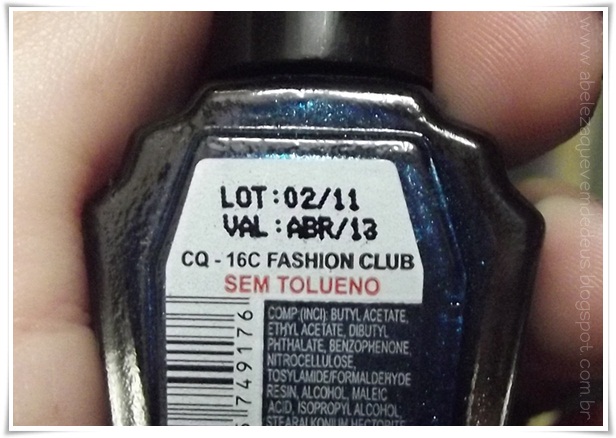 LOT:02/11
VAL:ABR/13
CQ - 16C FASHION CLUB
SEM TOLUENO
COMP:(INCI): BUTYL ACETATE,
ETHYL ACETATE, DIBUTYL
PHTHALATE, BENZOPHENONE,
NITROCELLULOSE,
TOSYLAMIDE/FORMALDEHYDE
RESIN, ALCOHOL, MALEIC
ACID, ISOPROPYL ALCOHOL,
STEARALKONIUM HECTORITE
749176
www.abelezaquevemdedeus.blogspot.com.br